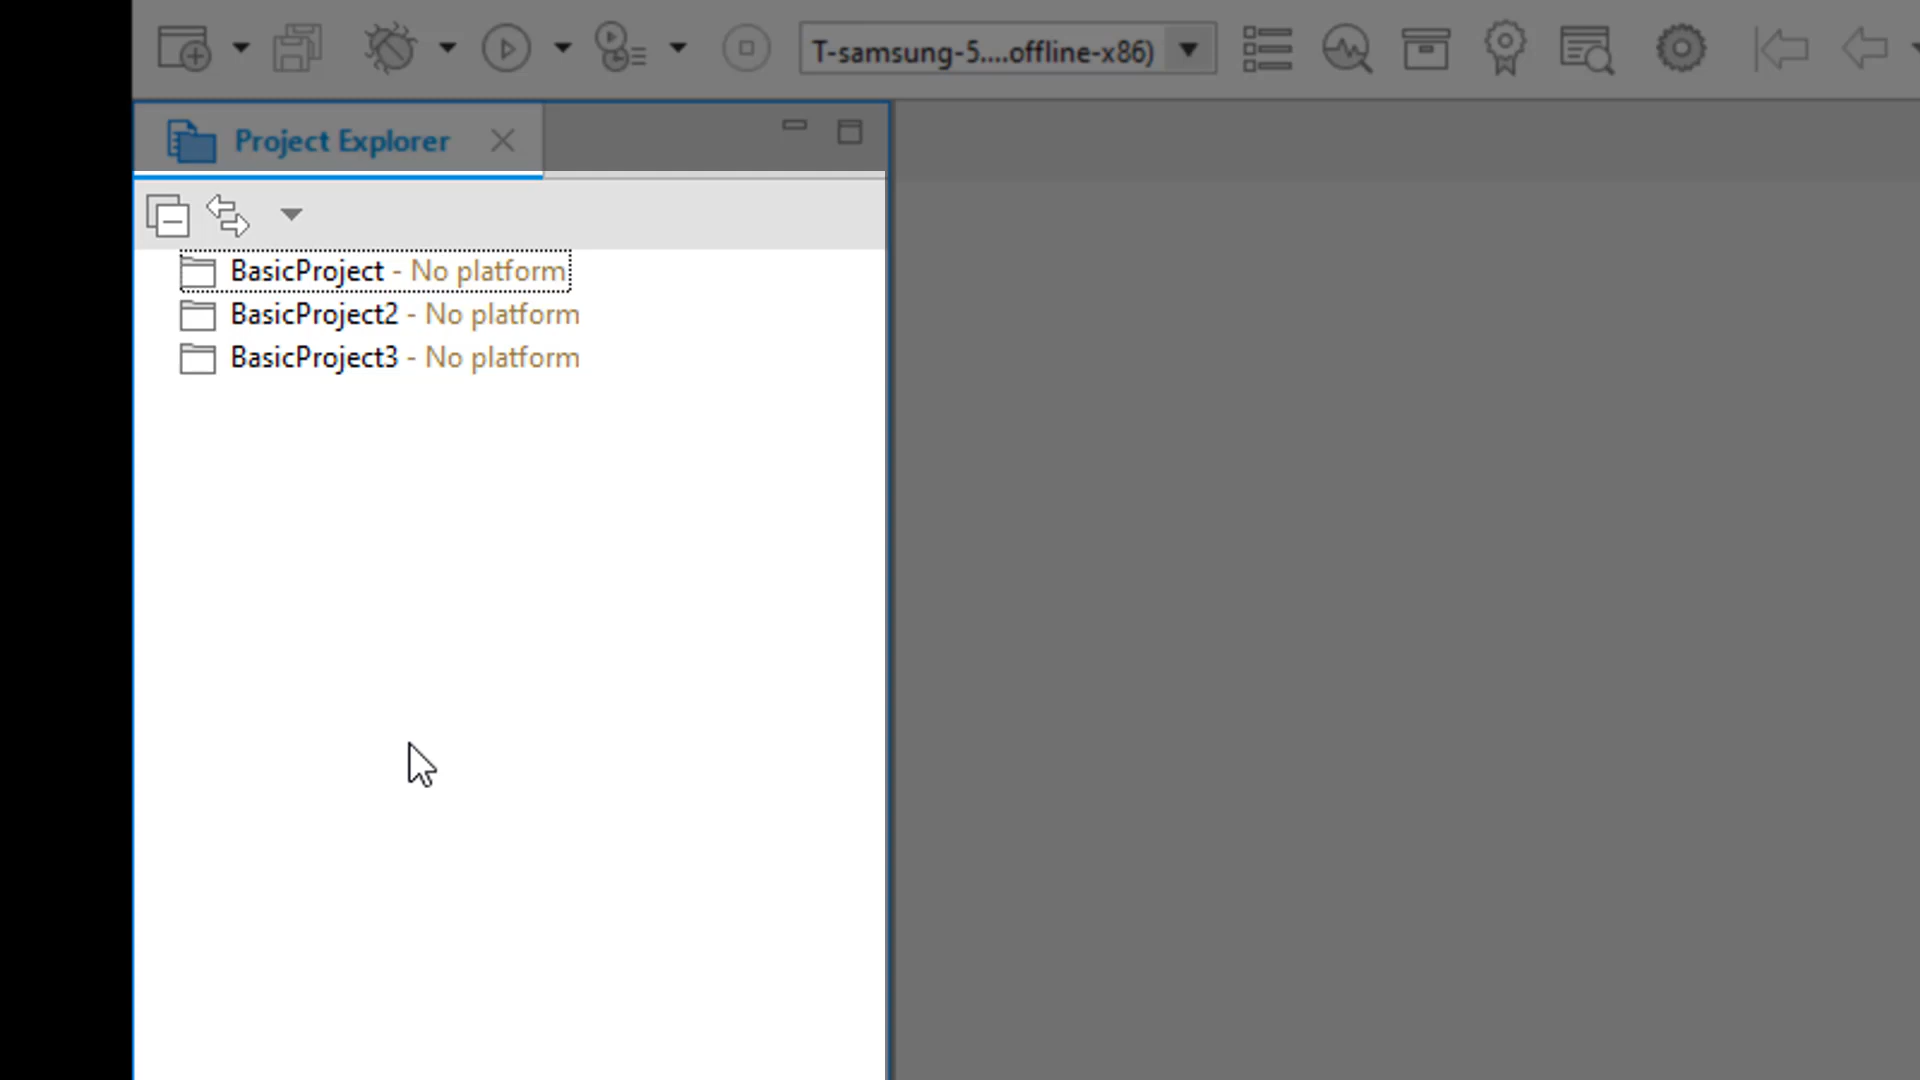 T-samsung-5....offline-x86)
Project Explorer
BasicProject - No platform
BasicProject2 - No platform
BasicProject3 - No platform